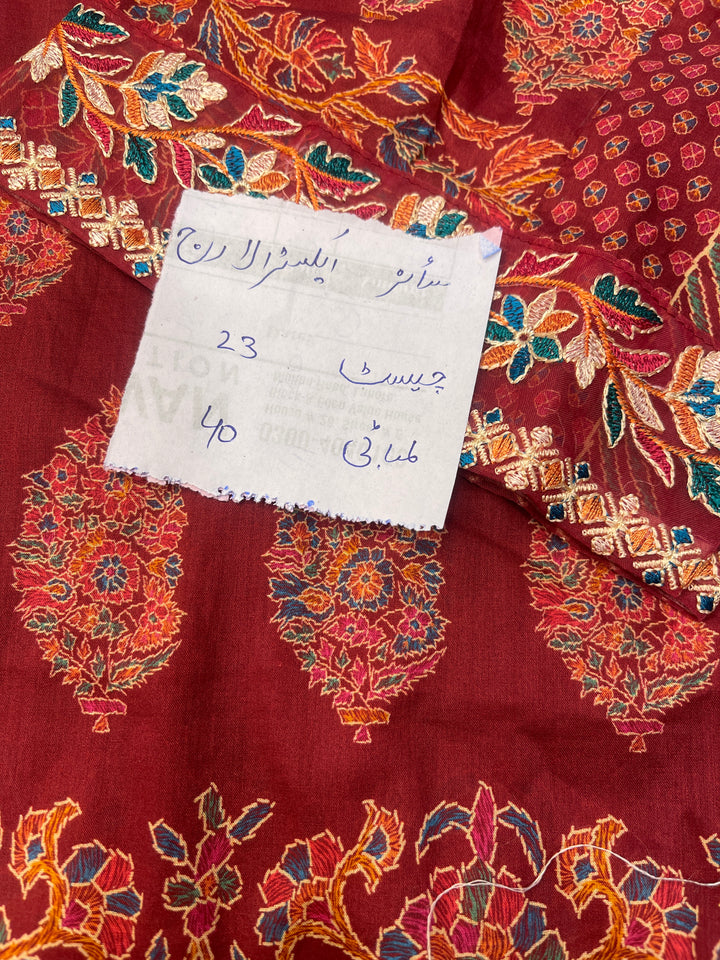 سائز ایکسٹرا لارج
چیسٹ 23
لمبائی 40